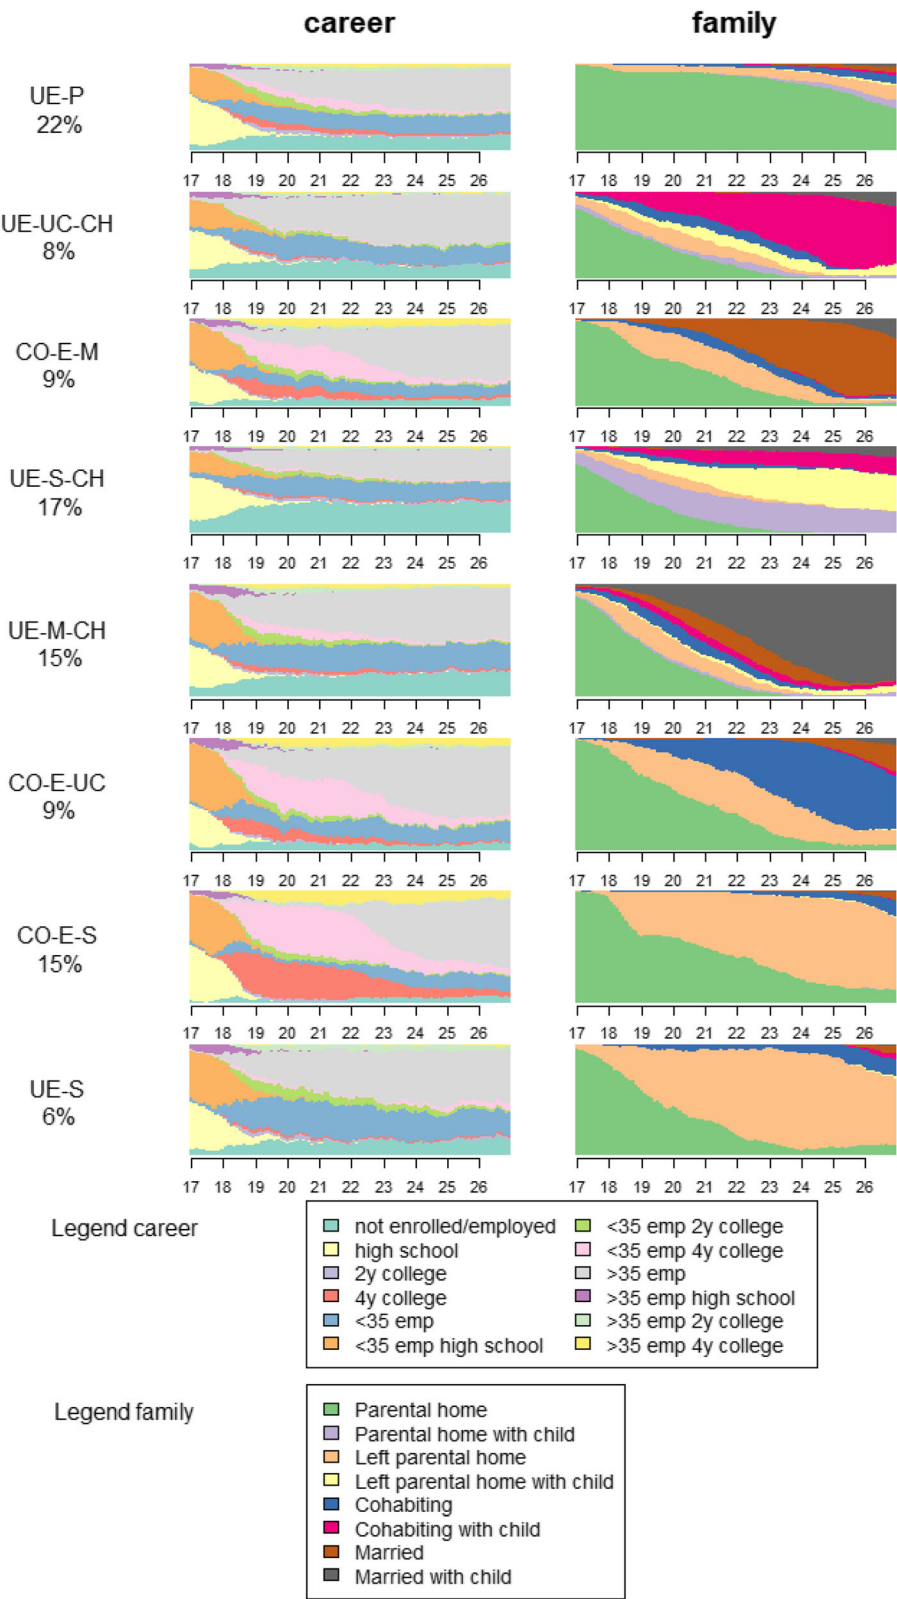 career family
UE-P
22%
17 18 19 20 21 22 23 24 25 26 17 18 19 20 21 22 23 24 25 26
UE-UC-CH
8%
17 18 19 20 21 22 23 24 25 26 17 18 19 20 21 22 23 24 25 26
CO-E-M
9%
17 18 19 20 21 22 23 24 25 26 17 18 19 20 21 22 23 24 25 26
UE-S-CH
17%
17 18 19 20 21 22 23 24 25 26 17 18 19 20 21 22 23 24 25 26
UE-M-CH
15%
17 18 19 20 21 22 23 24 25 26 17 18 19 20 21 22 23 24 25 26
CO-E-UC
9%
17 18 19 20 21 22 23 24 25 26 17 18 19 20 21 22 23 24 25 26
CO-E-S
15%
17 18 19 20 21 22 23 24 25 26 17 18 19 20 21 22 23 24 25 26
UE-S
6%
17 18 19 20 21 22 23 24 25 26 17 18 19 20 21 22 23 24 25 26
Legend career
not enrolled/employed <35 emp 2y college
high school <35 emp 4y college
2y college >35 emp
4y college >35 emp high school
<35 emp >35 emp 2y college
<35 emp high school >35 emp 4y college
Legend family
Parental home
Parental home with child
Left parental home
Left parental home with child
Cohabiting
Cohabiting with child
Married
Married with child